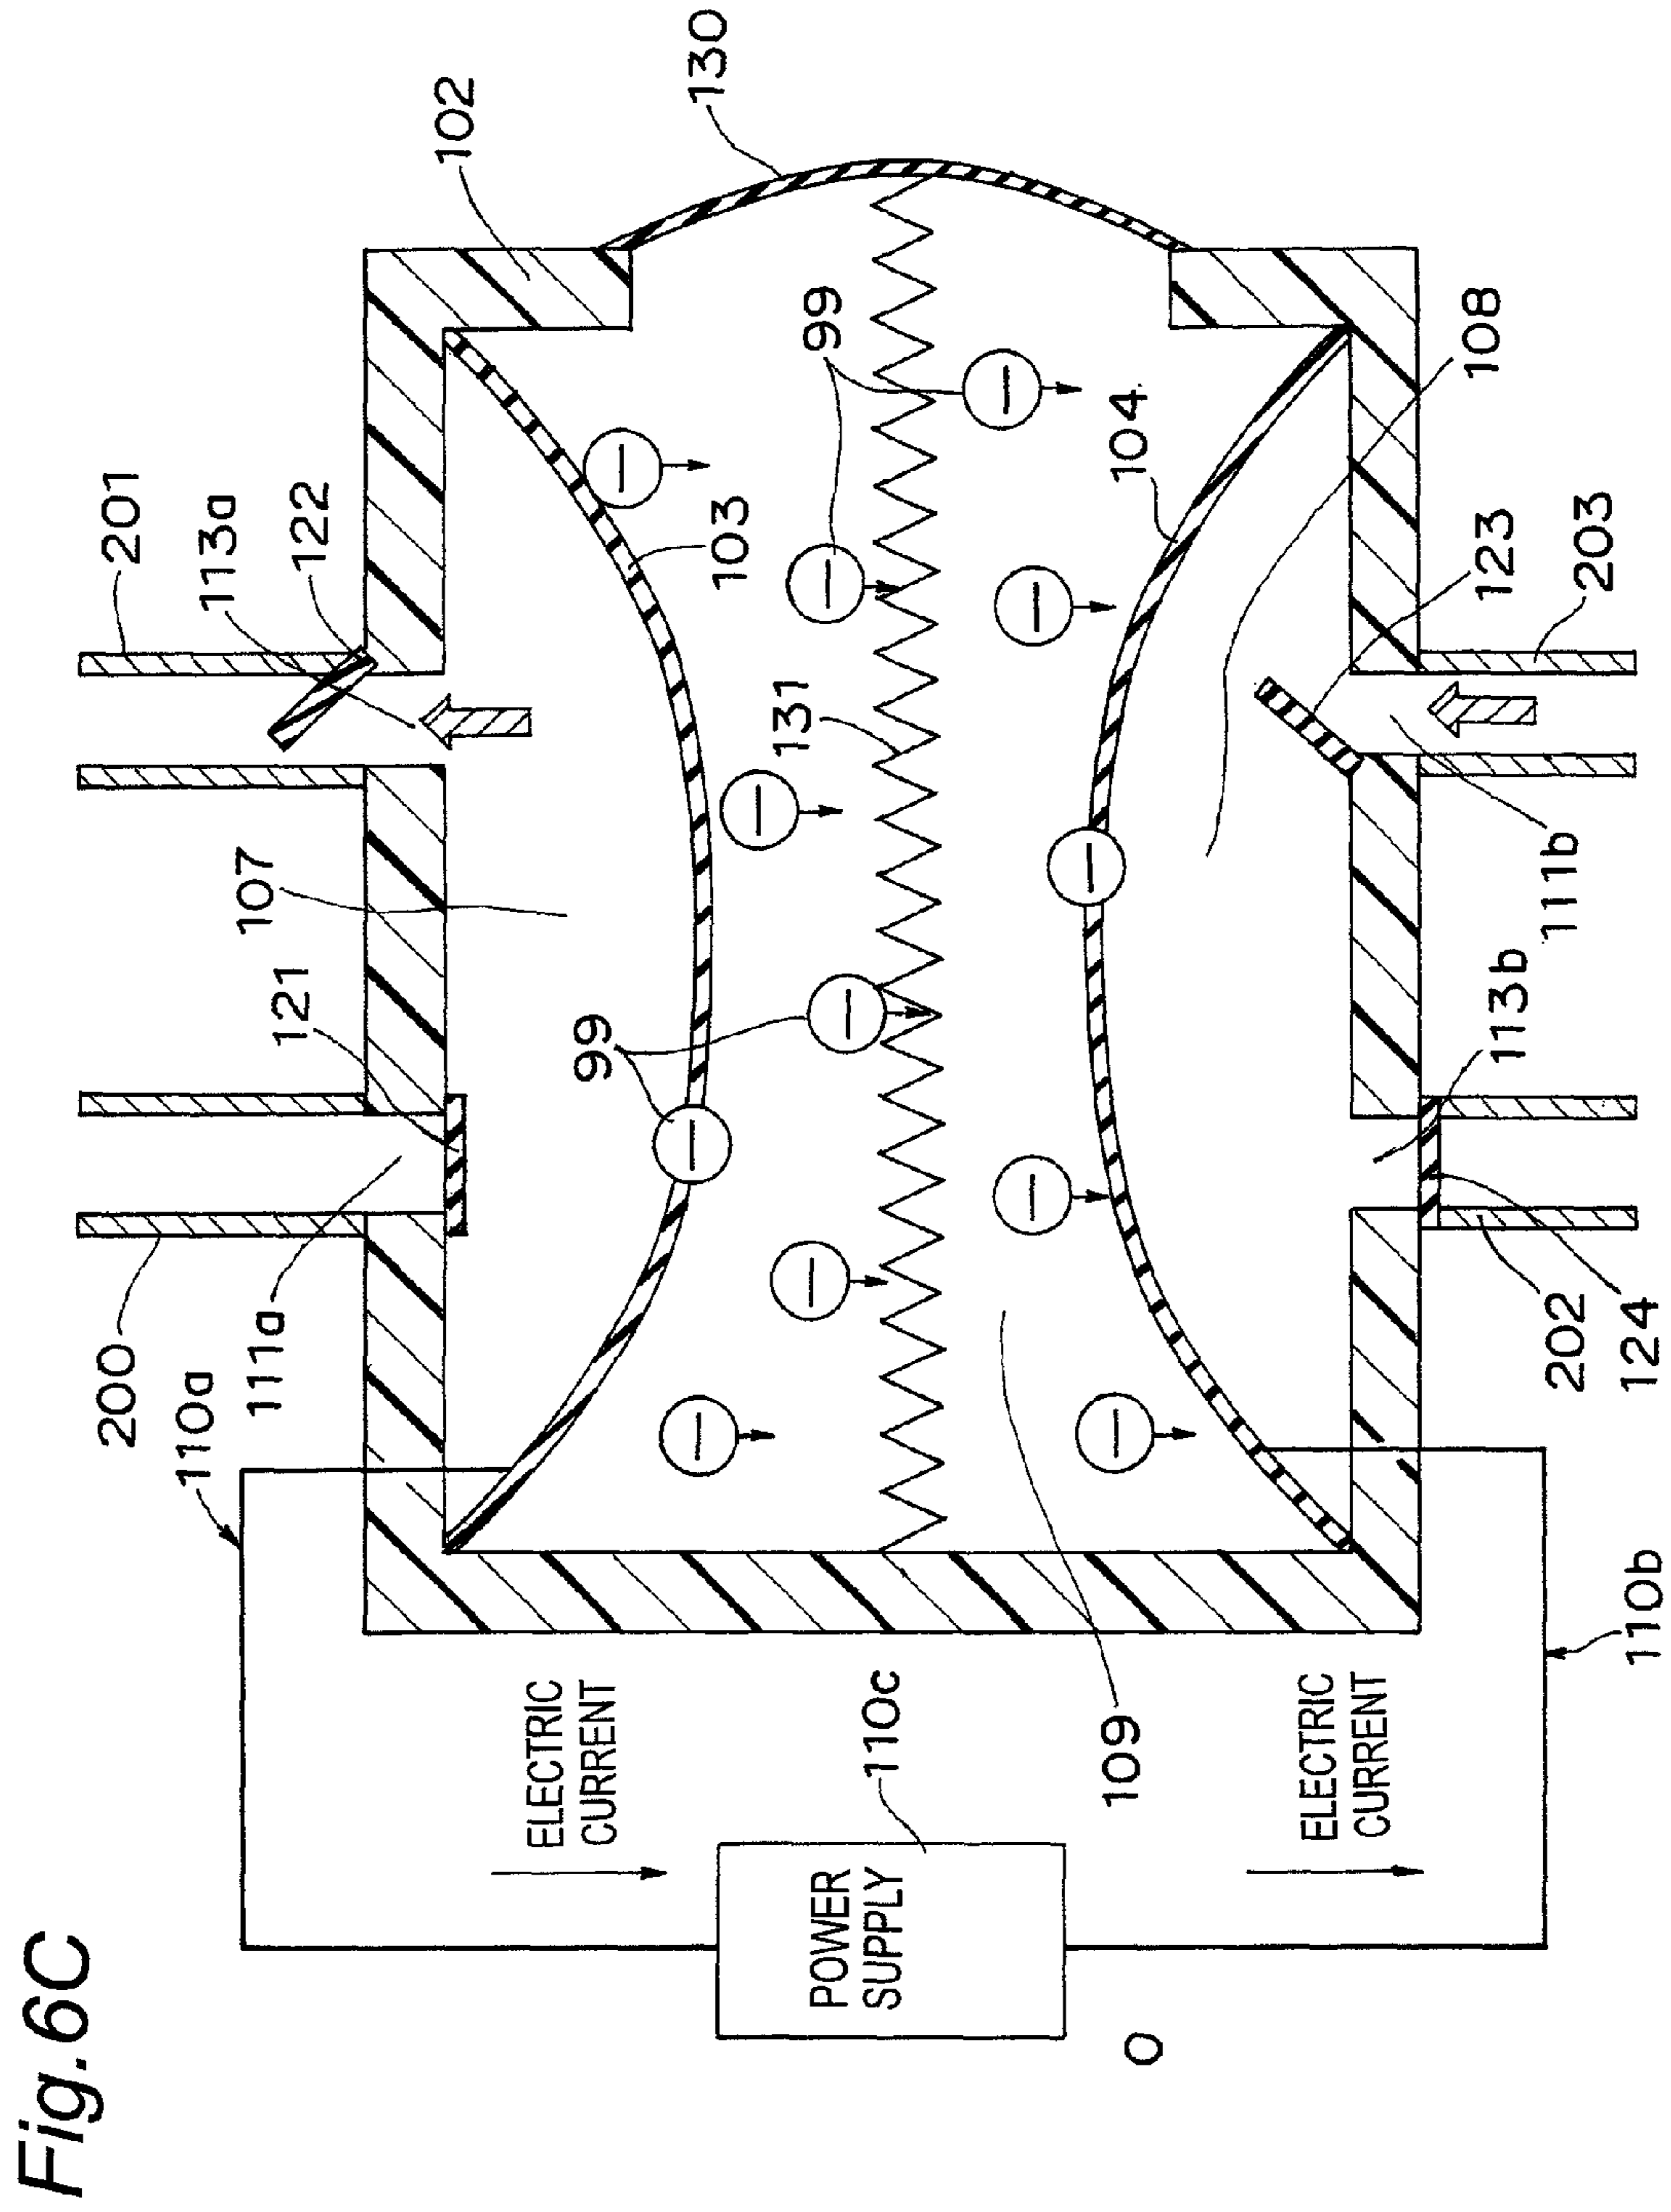 Fig.6C
200
201
110a
111a
121
107
113a
122
102
130
99
103
99
131
104
108
ELECTRIC
CURRENT
POWER
SUPPLY
110c
109
ELECTRIC
CURRENT
O
110b
202
124
113b
111b
123
203